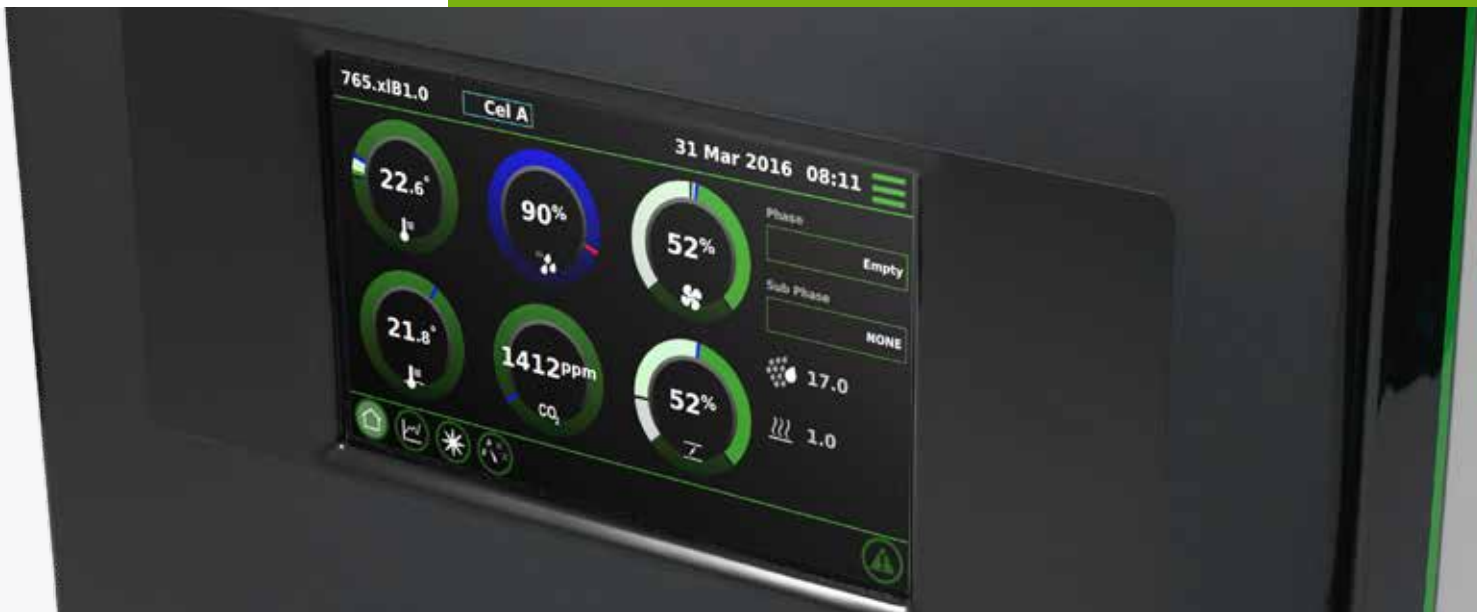 765.xlB1.0
Cel A
31 Mar 2016 08:11
22.6°
90%
52%
Phase
Empty
Sub Phase
NONE
21.8°
1412ppm
CO₂
52%
17.0
1.0